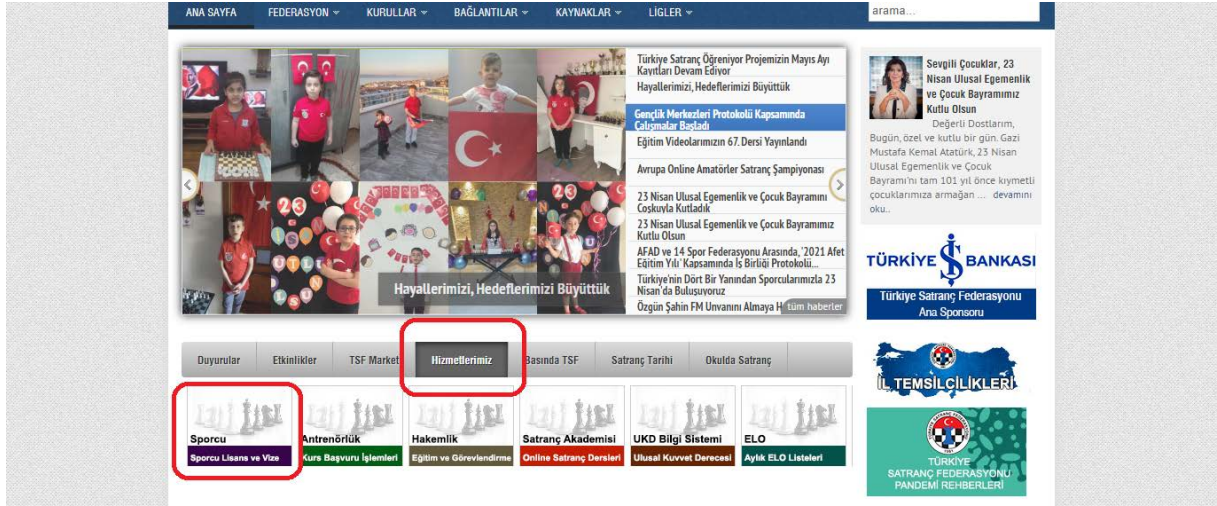 ANA SAYFA
FEDERASYON
KURULLAR
BAĞLANTILAR
KAYNAKLAR
LİGLER
arama...
Hayallerimizi, Hedeflerimizi Büyüttük
Türkiye Satranç Öğreniyor Projemizin Mayıs Ayı
Kayıtları Devam Ediyor
Hayallerimizi, Hedeflerimizi Büyüttük
Gençlik Merkezleri Protokolü Kapsamında
Çalışmalar Başladı
Eğitim Videolarımızın 67. Dersi Yayınlandı
Avrupa Online Amatörler Satranç Şampiyonası
23 Nisan Ulusal Egemenlik ve Çocuk Bayramını
Coşkuyla Kutladık
23 Nisan Ulusal Egemenlik ve Çocuk Bayramımız
Kutlu Olsun
AFAD ve 14 Spor Federasyonu Arasında, '2021 Afet
Eğitim Yılı' Kapsamında İş Birliği Protokolü...
Türkiye'nin Dört Bir Yanından Sporcularımızla 23
Nisan'da Buluşuyoruz
Özgün Şahin FM Unvanını Almaya H
tüm haberler
Sevgili Çocuklar, 23
Nisan Ulusal Egemenlik
ve Çocuk Bayramımız
Kutlu Olsun
Değerli Dostlarım,
Bugün, özel ve kutlu bir gün. Gazi
Mustafa Kemal Atatürk, 23 Nisan
Ulusal Egemenlik ve Çocuk
Bayramı'nı tam 101 yıl önce kıymetli
çocuklarımıza armağan ... devamını
oku..
TÜRKİYE İŞ BANKASI
Türkiye Satranç Federasyonu
Ana Sponsoru
İL TEMSİLCİLİKLERİ
TÜRKİYE
SATRANÇ FEDERASYONU
PANDEMİ REHBERLERİ
Duyurular
Etkinlikler
TSF Market
Hizmetlerimiz
Basında TSF
Satranç Tarihi
Okulda Satranç
Sporcu
Sporcu Lisans ve Vize
Antrenörlük
Kurs Başvuru İşlemleri
Hakemlik
Eğitim ve Görevlendirme
Satranç Akademisi
Online Satranç Dersleri
UKD Bilgi Sistemi
Ulusal Kuvvet Derecesi
ELO
Aylık ELO Listeleri